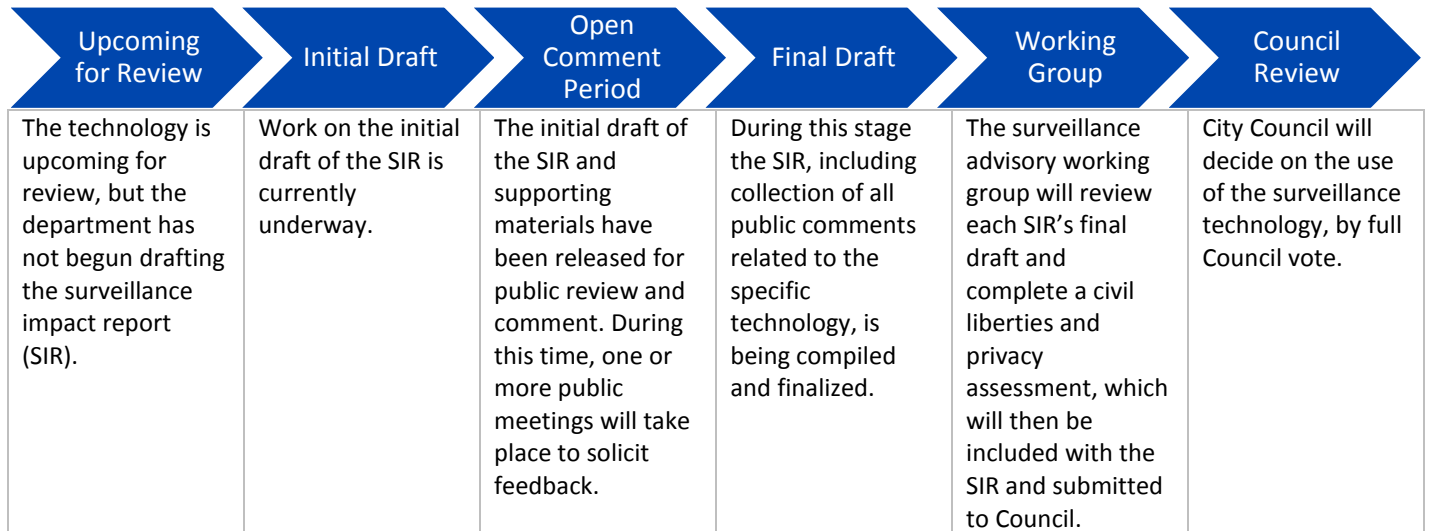 Upcoming
for Review
Initial Draft
Open
Comment
Period
Final Draft
Working
Group
Council
Review
The technology is
upcoming for
review, but the
department has
not begun drafting
the surveillance
impact report
(SIR).
Work on the initial
draft of the SIR is
currently
underway.
The initial draft of
the SIR and
supporting
materials have
been released for
public review and
comment. During
this time, one or
more public
meetings will take
place to solicit
feedback.
During this stage
the SIR, including
collection of all
public comments
related to the
specific
technology, is
being compiled
and finalized.
The surveillance
advisory working
group will review
each SIR’s final
draft and
complete a civil
liberties and
privacy
assessment, which
will then be
included with the
SIR and submitted
to Council.
City Council will
decide on the use
of the surveillance
technology, by full
Council vote.